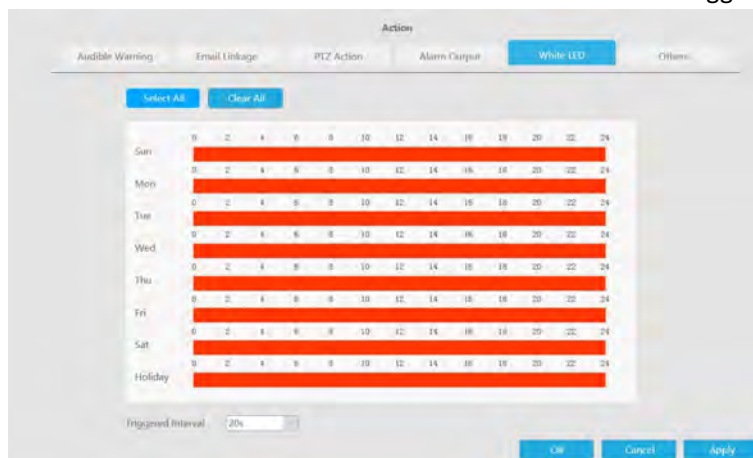 Action
Audible Warning Email Linkage PTZ Action Alarm Output White LED Others
Select All Clear All
0 2 4 6 8 10 12 14 16 18 20 22 24
Sun
0 2 4 6 8 10 12 14 16 18 20 22 24
Mon
0 2 4 6 8 10 12 14 16 18 20 22 24
Tue
0 2 4 6 8 10 12 14 16 18 20 22 24
Wed
0 2 4 6 8 10 12 14 16 18 20 22 24
Thu
0 2 4 6 8 10 12 14 16 18 20 22 24
Fri
0 2 4 6 8 10 12 14 16 18 20 22 24
Sat
0 2 4 6 8 10 12 14 16 18 20 22 24
Holiday
Triggered Interval 20s
OK Cancel Apply